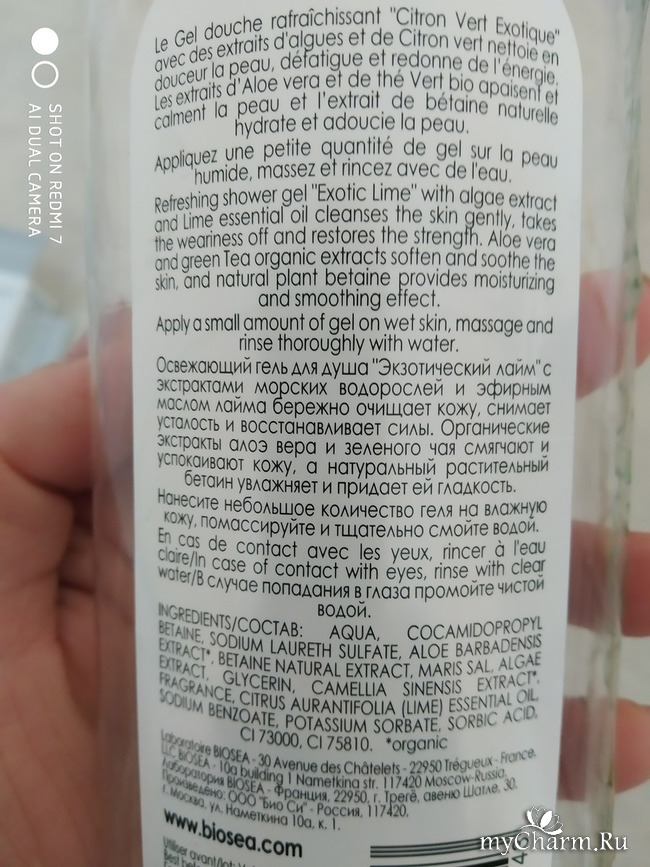 Le Gel douche rafraîchissant "Citron Vert Exotique"
avec des extraits d'algues et de Citron vert nettoie en
douceur la peau, défatigue et redonne de l'énergie.
Les extraits d'Aloe vera et de thé Vert bio apaisent et
calment la peau et l'extrait de bétaine naturelle
hydrate et adoucie la peau.
Appliquez une petite quantité de gel sur la peau
humide, massez et rincez avec de l'eau.
Refreshing shower gel "Exotic Lime" with algae extract
and Lime essential oil cleanses the skin gently, takes
the weariness off and restores the strength. Aloe vera
and green Tea organic extracts soften and soothe the
skin, and natural plant betaine provides moisturizing
and smoothing effect.
Apply a small amount of gel on wet skin, massage and
rinse thoroughly with water.
Освежающий гель для душа "Экзотический лайм" с
экстрактами морских водорослей и эфирным
маслом лайма бережно очищает кожу, снимает
усталость и восстанавливает силы. Органические
экстракты алоэ вера и зеленого чая смягчают и
успокаивают кожу, а натуральный растительный
бетаин увлажняет и придает ей гладкость.
Нанесите небольшое количество геля на влажную
кожу, помассируйте и тщательно смойте водой.
En cas de contact avec les yeux, rincer à l'eau
claire/In case of contact with eyes, rinse with clear
water/В случае попадания в глаза промойте чистой
водой.
INGREDIENTS/СОСТАВ: AQUA, COCAMIDOPROPYL
BETAINE, SODIUM LAURETH SULFATE, ALOE BARBADENSIS
EXTRACT*, BETAINE NATURAL EXTRACT, MARIS SAL, ALGAE
EXTRACT, GLYCERIN, CAMELLIA SINENSIS EXTRACT*,
FRAGRANCE, CITRUS AURANTIFOLIA (LIME) ESSENTIAL OIL,
SODIUM BENZOATE, POTASSIUM SORBATE, SORBIC ACID,
CI 73000, CI 75810. *organic
Laboratoire BIOSEA - 30 Avenue des Châtelets - 22950 Trégueux - France.
LLC BIOSEA - 10a building 1 Nametkina str. 117420 Moscow-Russia.
Лаборатория BIOSEA - Франция, 22950, г. Трегё, авеню Шатле, 30.
Произведено: ООО "Био Си" - Россия, 117420,
г. Москва, ул. Наметкина 10а, к. 1.
www.biosea.com
Utiliser avant/lot:
Best
4
SHOT ON REDMI 7
AI DUAL CAMERA
myCharm.Ru